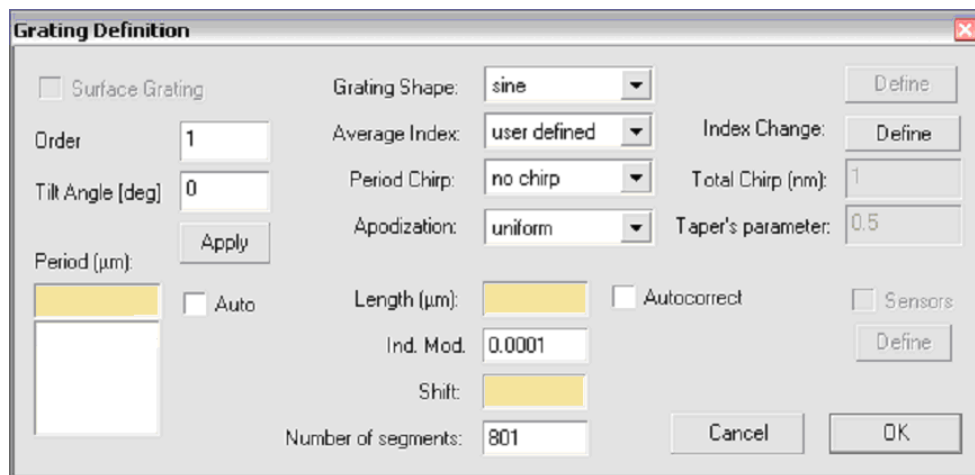 Grating Definition
Surface Grating
Grating Shape: sine Define
Order 1
Average Index: user defined Index Change: Define
Tilt Angle [deg] 0
Period Chirp: no chirp Total Chirp (nm): 1
Apply
Apodization: uniform Taper's parameter: 0.5
Period (µm):
Auto
Length (µm): Autocorrect Sensors
Ind. Mod. 0.0001 Define
Shift:
Number of segments: 801 Cancel OK